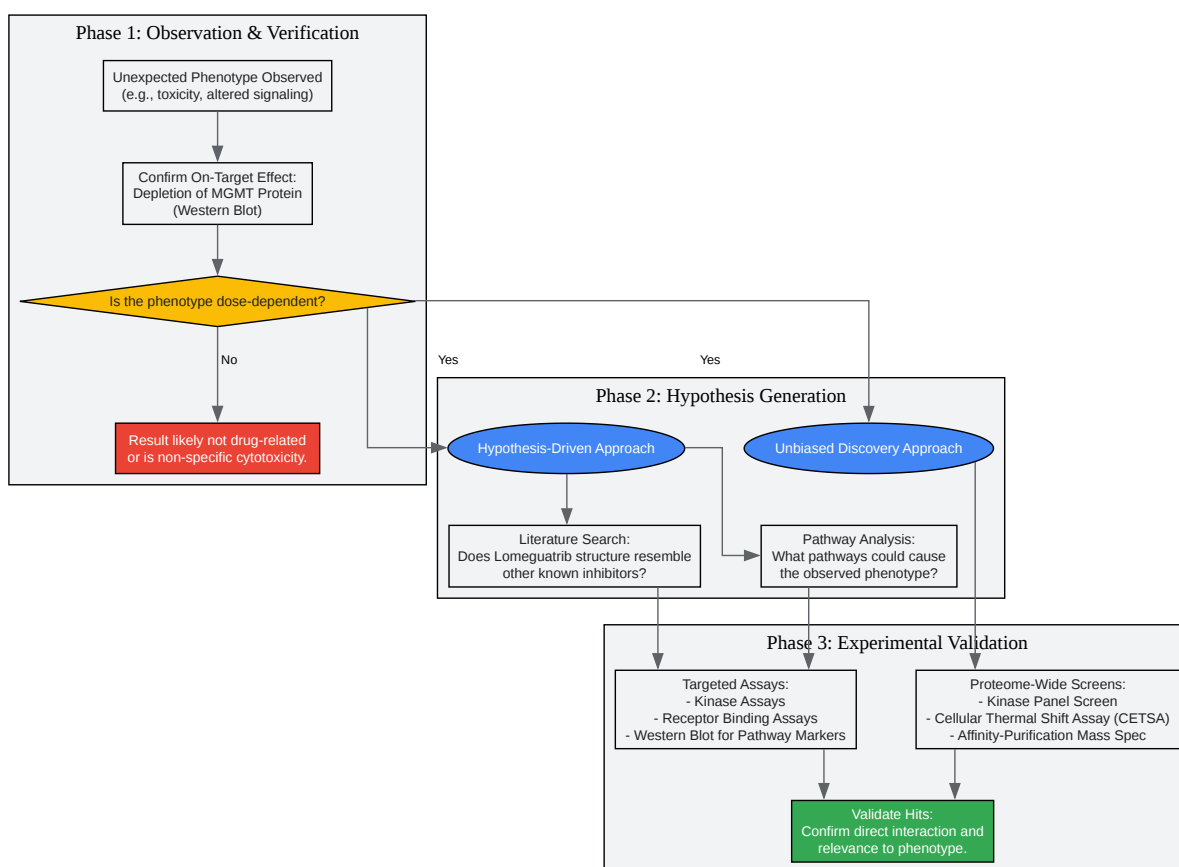 Phase 1: Observation & Verification
Unexpected Phenotype Observed
(e.g., toxicity, altered signaling)
Confirm On-Target Effect:
Depletion of MGMT Protein
(Western Blot)
Is the phenotype dose-dependent?
No
Yes
Yes
Result likely not drug-related
or is non-specific cytotoxicity.
Phase 2: Hypothesis Generation
Hypothesis-Driven Approach
Unbiased Discovery Approach
Literature Search:
Does Lomeguatrib structure resemble
other known inhibitors?
Pathway Analysis:
What pathways could cause
the observed phenotype?
Phase 3: Experimental Validation
Targeted Assays:
- Kinase Assays
- Receptor Binding Assays
- Western Blot for Pathway Markers
Proteome-Wide Screens:
- Kinase Panel Screen
- Cellular Thermal Shift Assay (CETSA)
- Affinity-Purification Mass Spec
Validate Hits:
Confirm direct interaction and
relevance to phenotype.